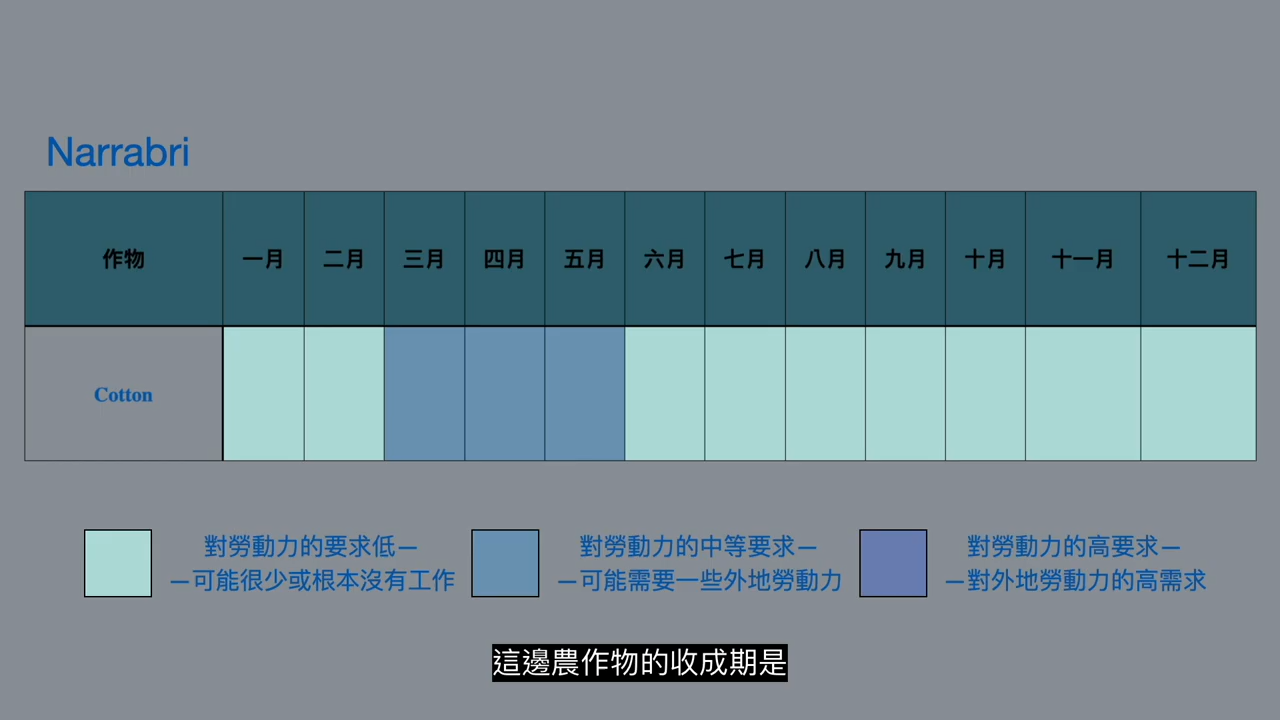 Narrabri
作物 一月 二月 三月 四月 五月 六月 七月 八月 九月 十月 十一月 十二月
Cotton
對勞動力的要求低—
—可能很少或根本沒有工作
對勞動力的中等要求—
—可能需要一些外地勞動力
對勞動力的高要求—
—對外地勞動力的高需求
這邊農作物的收成期是